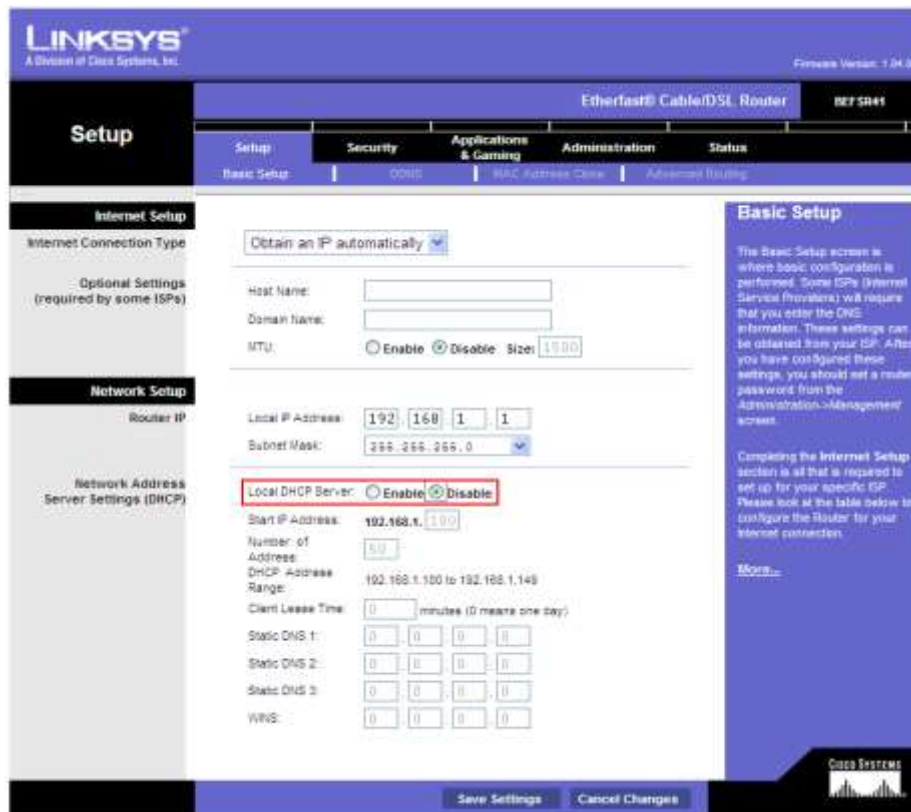 LINKSYS®
A Division of Cisco Systems, Inc.
Firmware Version: 1.04.0
Etherfast® Cable/DSL Router
BEFSR41
Setup
Setup
Security
Applications & Gaming
Administration
Status
Basic Setup
DDNS
MAC Address Clone
Advanced Routing
Internet Setup
Internet Connection Type
Obtain an IP automatically
Optional Settings
(required by some ISPs)
Host Name:
Domain Name:
MTU:
Enable
Disable
Size:
1500
Network Setup
Router IP
Local IP Address:
192 . 168 . 1 . 1
Subnet Mask:
255.255.255.0
Network Address
Server Settings (DHCP)
Local DHCP Server:
Enable
Disable
Start IP Address:
192.168.1. 100
Number of
Address:
50
DHCP Address
Range:
192.168.1.100 to 192.168.1.149
Client Lease Time:
0
minutes (0 means one day)
Static DNS 1:
0 . 0 . 0 . 0
Static DNS 2:
0 . 0 . 0 . 0
Static DNS 3:
0 . 0 . 0 . 0
WINS:
0 . 0 . 0 . 0
Basic Setup
The Basic Setup screen is
where basic configuration is
performed. Some ISPs (Internet
Service Providers) will require
that you enter the DNS
information. These settings can
be obtained from your ISP. After
you have configured these
settings, you should set a router
password from the
Administration->Management
screen.
Completing the Internet Setup
section is all that is required to
set up for your specific ISP.
Please look at the table below to
configure the Router for your
internet connection.
More...
Save Settings
Cancel Changes
CISCO SYSTEMS